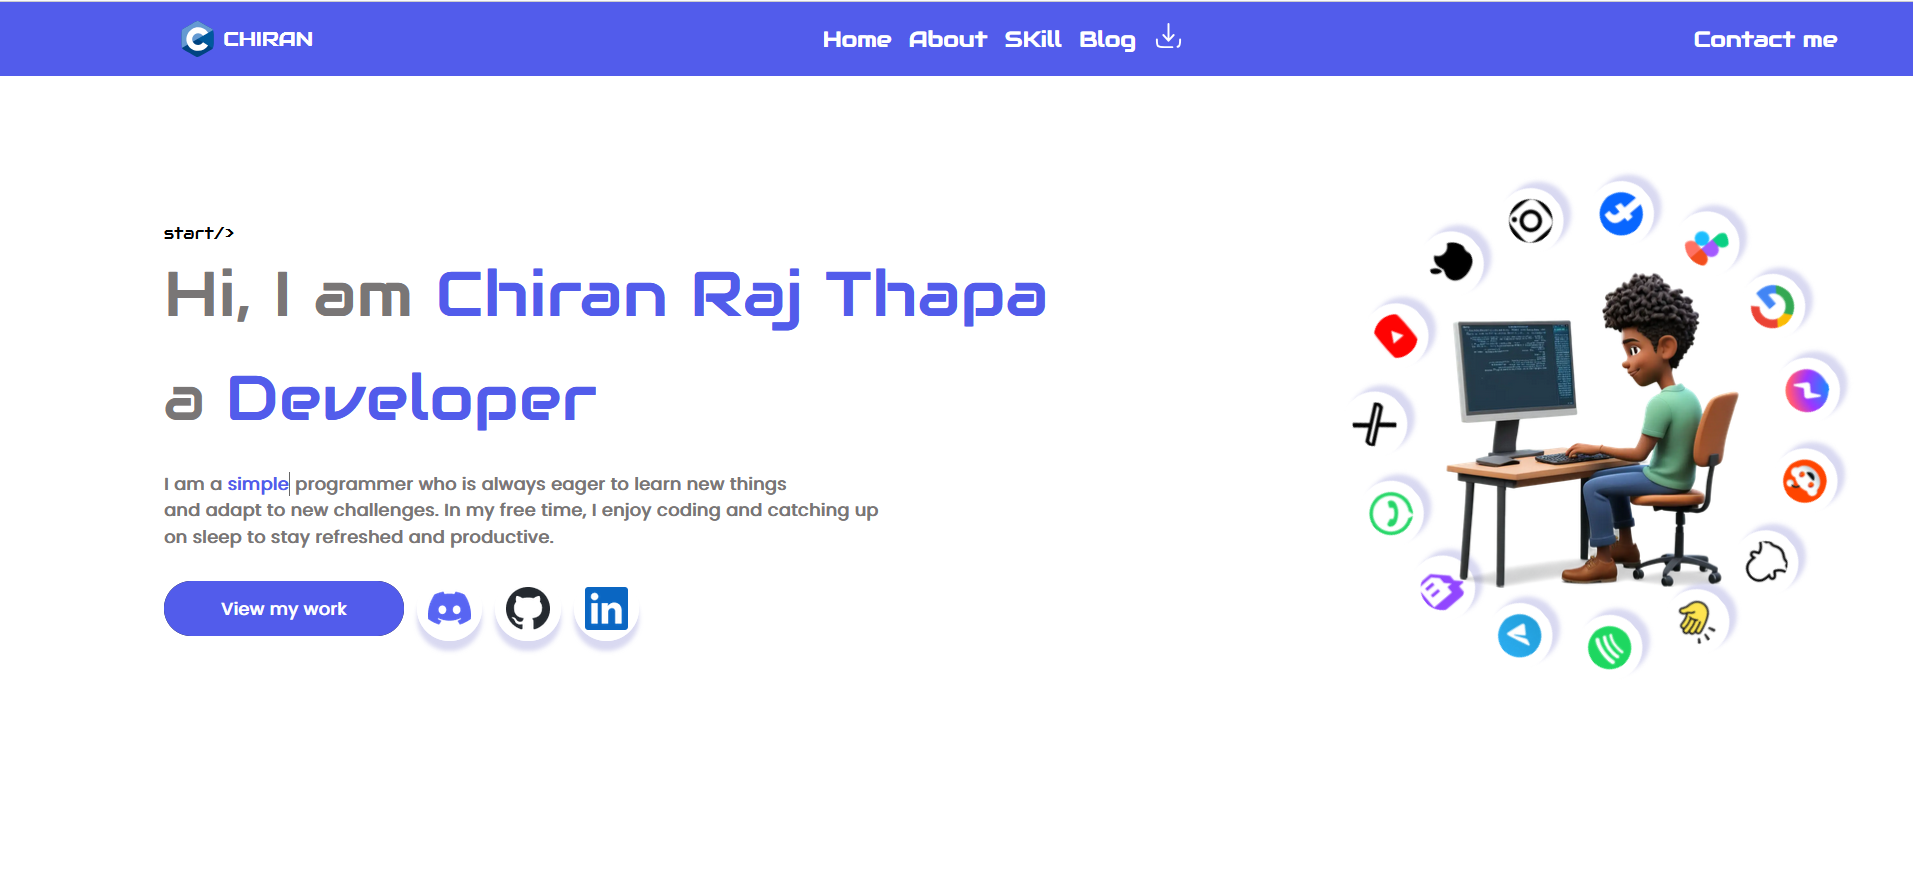 CHIRAN
Home About SKill Blog
Contact me
start/>
Hi, I am Chiran Raj Thapa
a Developer
I am a simple programmer who is always eager to learn new things
and adapt to new challenges. In my free time, I enjoy coding and catching up
on sleep to stay refreshed and productive.
View my work
in